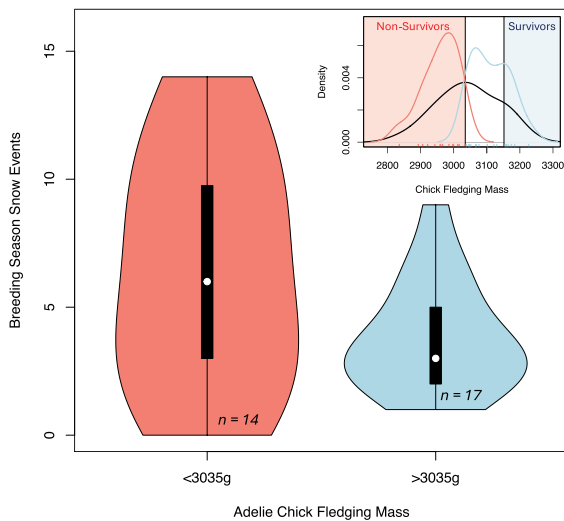 Non-Survivors Survivors
Density
0.000 0.004
2800 2900 3000 3100 3200 3300
Chick Fledging Mass
Breeding Season Snow Events
15
10
5
0
n = 14
n = 17
<3035g >3035g
Adelie Chick Fledging Mass